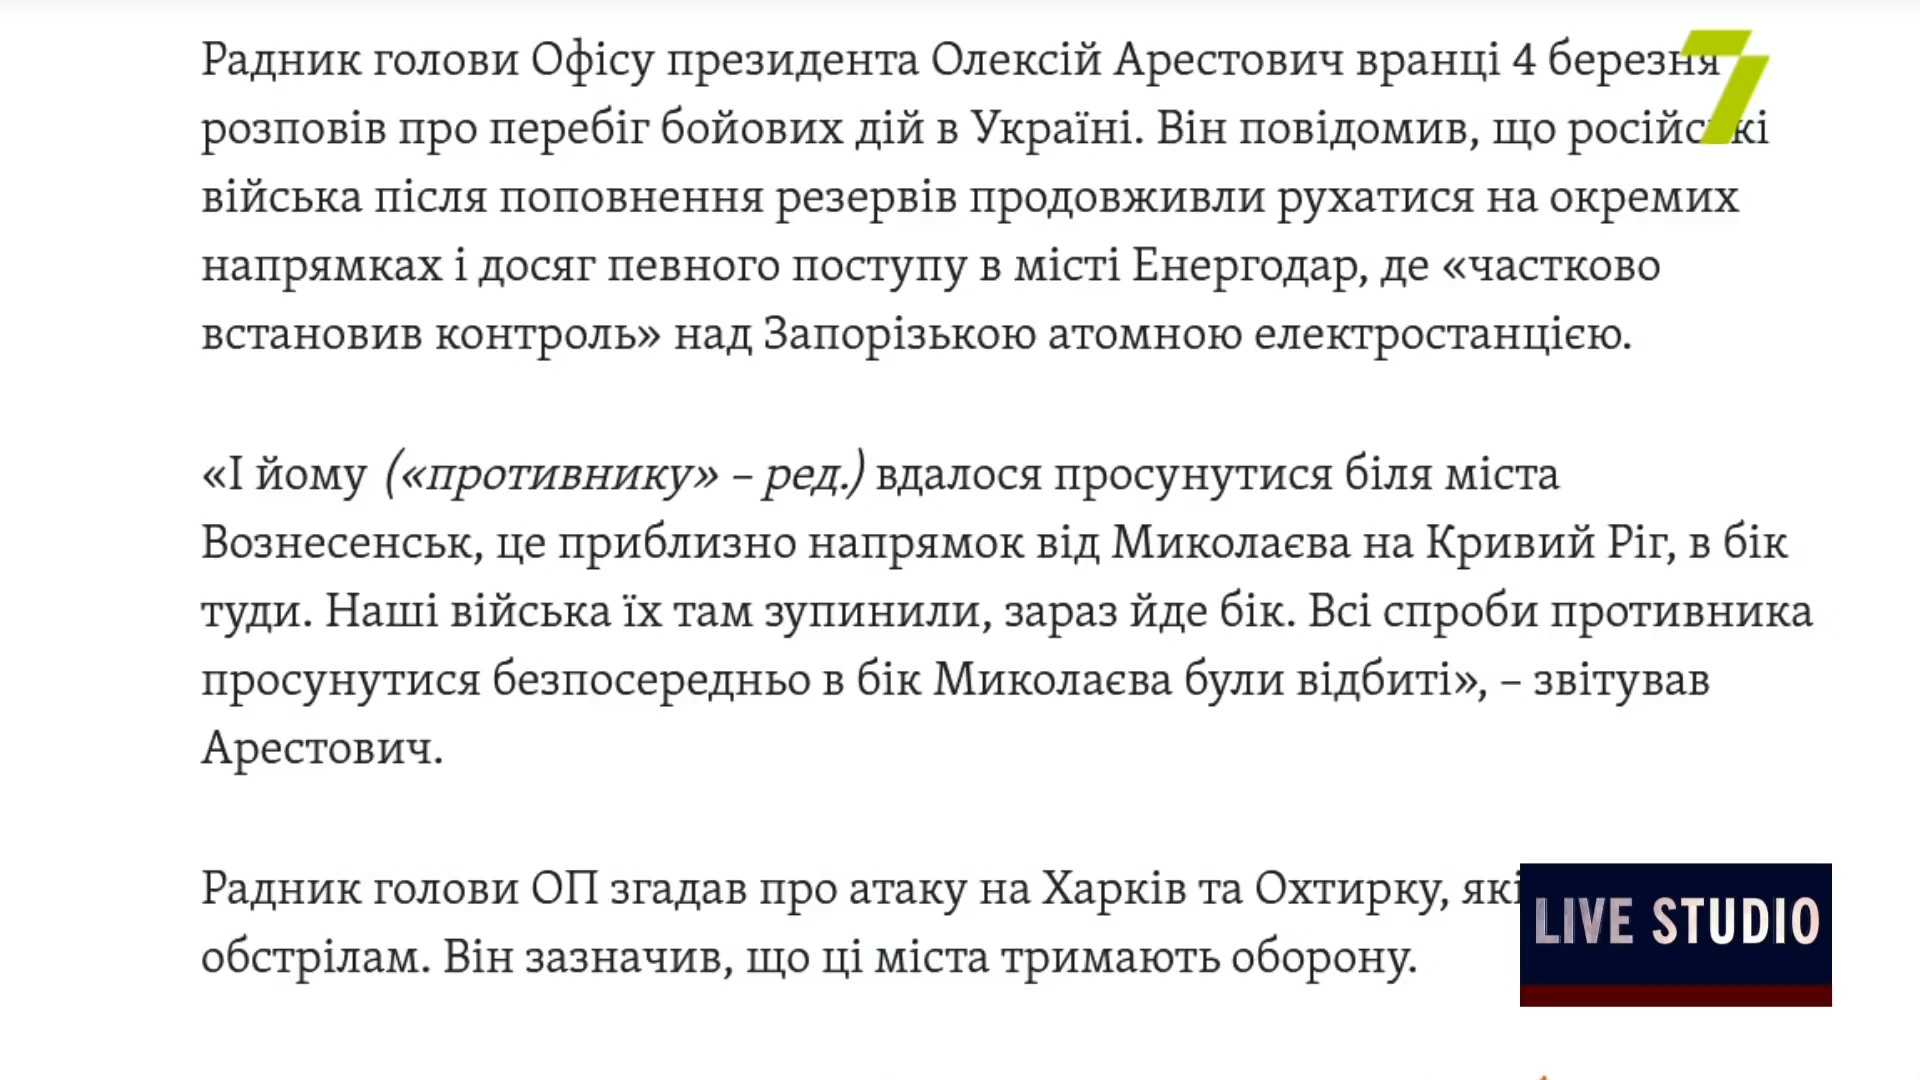 Радник голови Офісу президента Олексій Арестович вранці 4 березня
розповів про перебіг бойових дій в Україні. Він повідомив, що російські
війська після поповнення резервів продовживли рухатися на окремих
напрямках і досяг певного поступу в місті Енергодар, де «частково
встановив контроль» над Запорізькою атомною електростанцією.
«І йому («противнику» – ред.) вдалося просунутися біля міста
Вознесенськ, це приблизно напрямок від Миколаєва на Кривий Ріг, в бік
туди. Наші війська їх там зупинили, зараз йде бік. Всі спроби противника
просунутися безпосередньо в бік Миколаєва були відбиті», – звітував
Арестович.
Радник голови ОП згадав про атаку на Харків та Охтирку, які
обстрілам. Він зазначив, що ці міста тримають оборону.
7
LIVE STUDIO